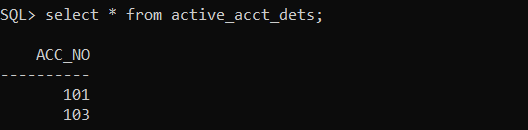 SQL> select * from active_acct_dets;
ACC_NO
----------
101
103